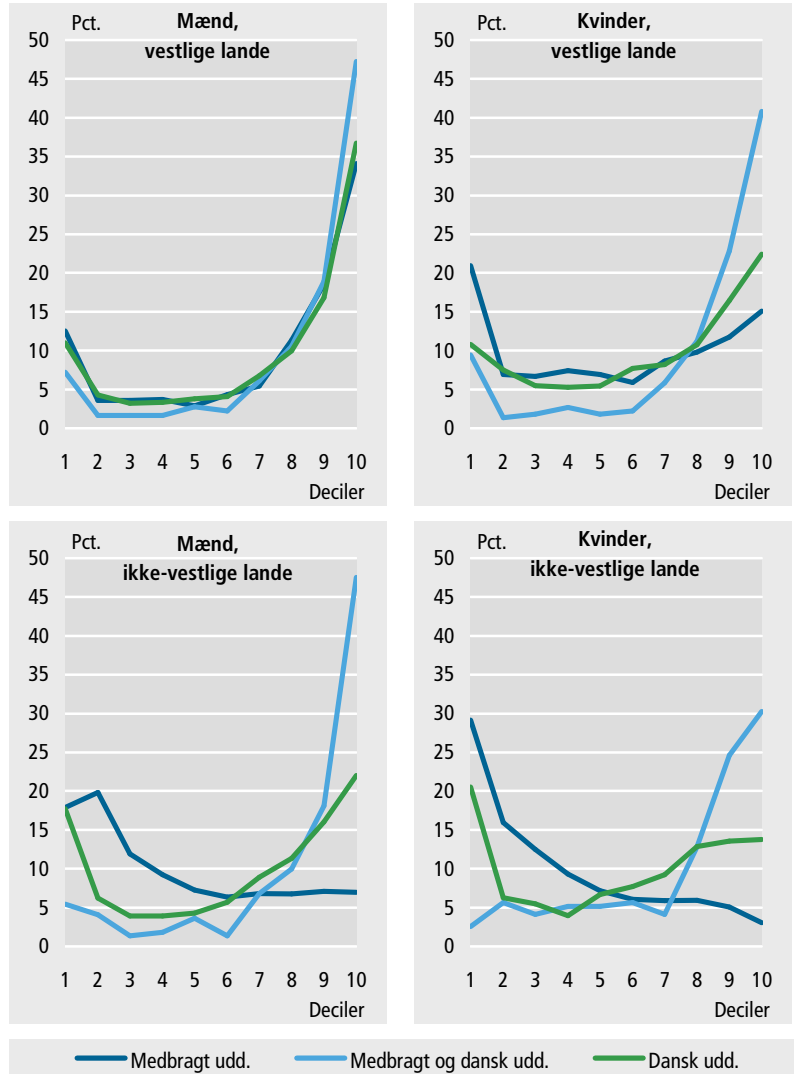 Pct.
Mænd,
vestlige lande
50
45
40
35
30
25
20
15
10
5
0
1 2 3 4 5 6 7 8 9 10
Deciler
Pct.
Kvinder,
vestlige lande
50
45
40
35
30
25
20
15
10
5
0
1 2 3 4 5 6 7 8 9 10
Deciler
Pct.
Mænd,
ikke-vestlige lande
50
45
40
35
30
25
20
15
10
5
0
1 2 3 4 5 6 7 8 9 10
Deciler
Pct.
Kvinder,
ikke-vestlige lande
50
45
40
35
30
25
20
15
10
5
0
1 2 3 4 5 6 7 8 9 10
Deciler
Medbragt udd. Medbragt og dansk udd. Dansk udd.